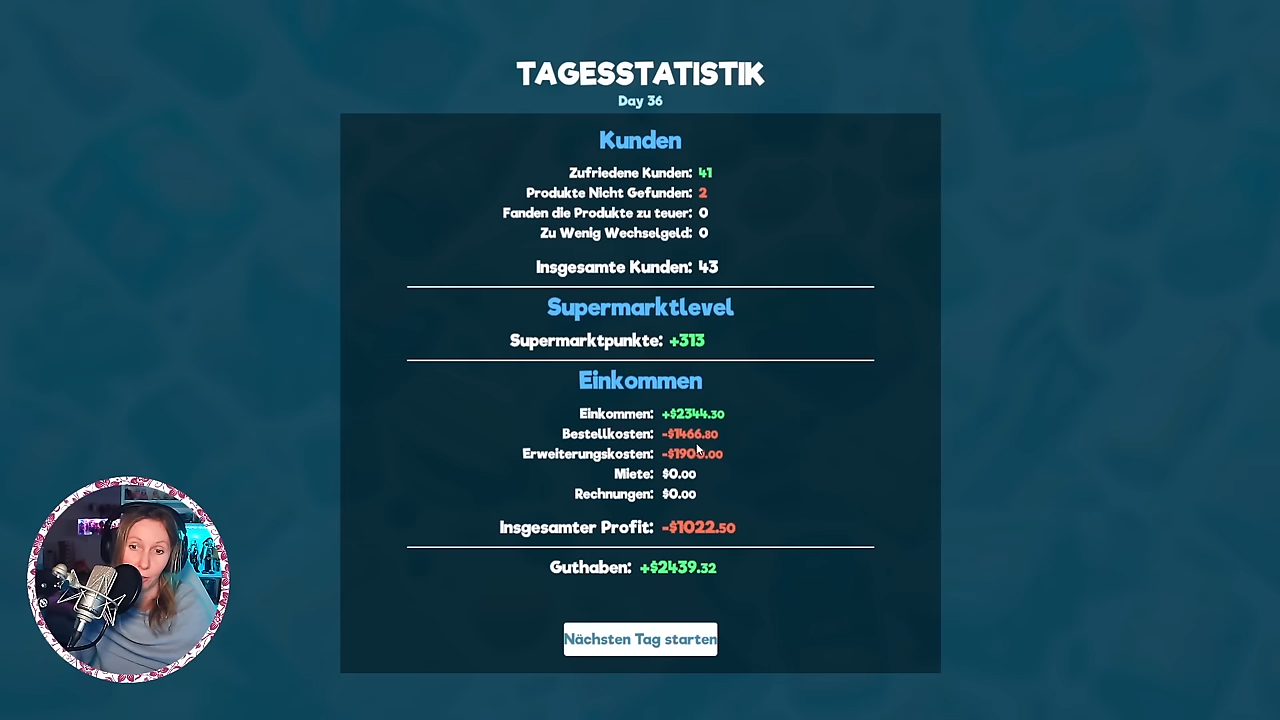 TAGESSTATISTIK
Day 36
Kunden
Zufriedene Kunden: 41
Produkte Nicht Gefunden: 2
Fanden die Produkte zu teuer: 0
Zu Wenig Wechselgeld: 0
Insgesamte Kunden: 43
Supermarktlevel
Supermarktpunkte: +313
Einkommen
Einkommen: +$2344.30
Bestellkosten: -$1466.80
Erweiterungskosten: -$1900.00
Miete: $0.00
Rechnungen: $0.00
Insgesamter Profit: -$1022.50
Guthaben: +$2439.32
Nächsten Tag starten